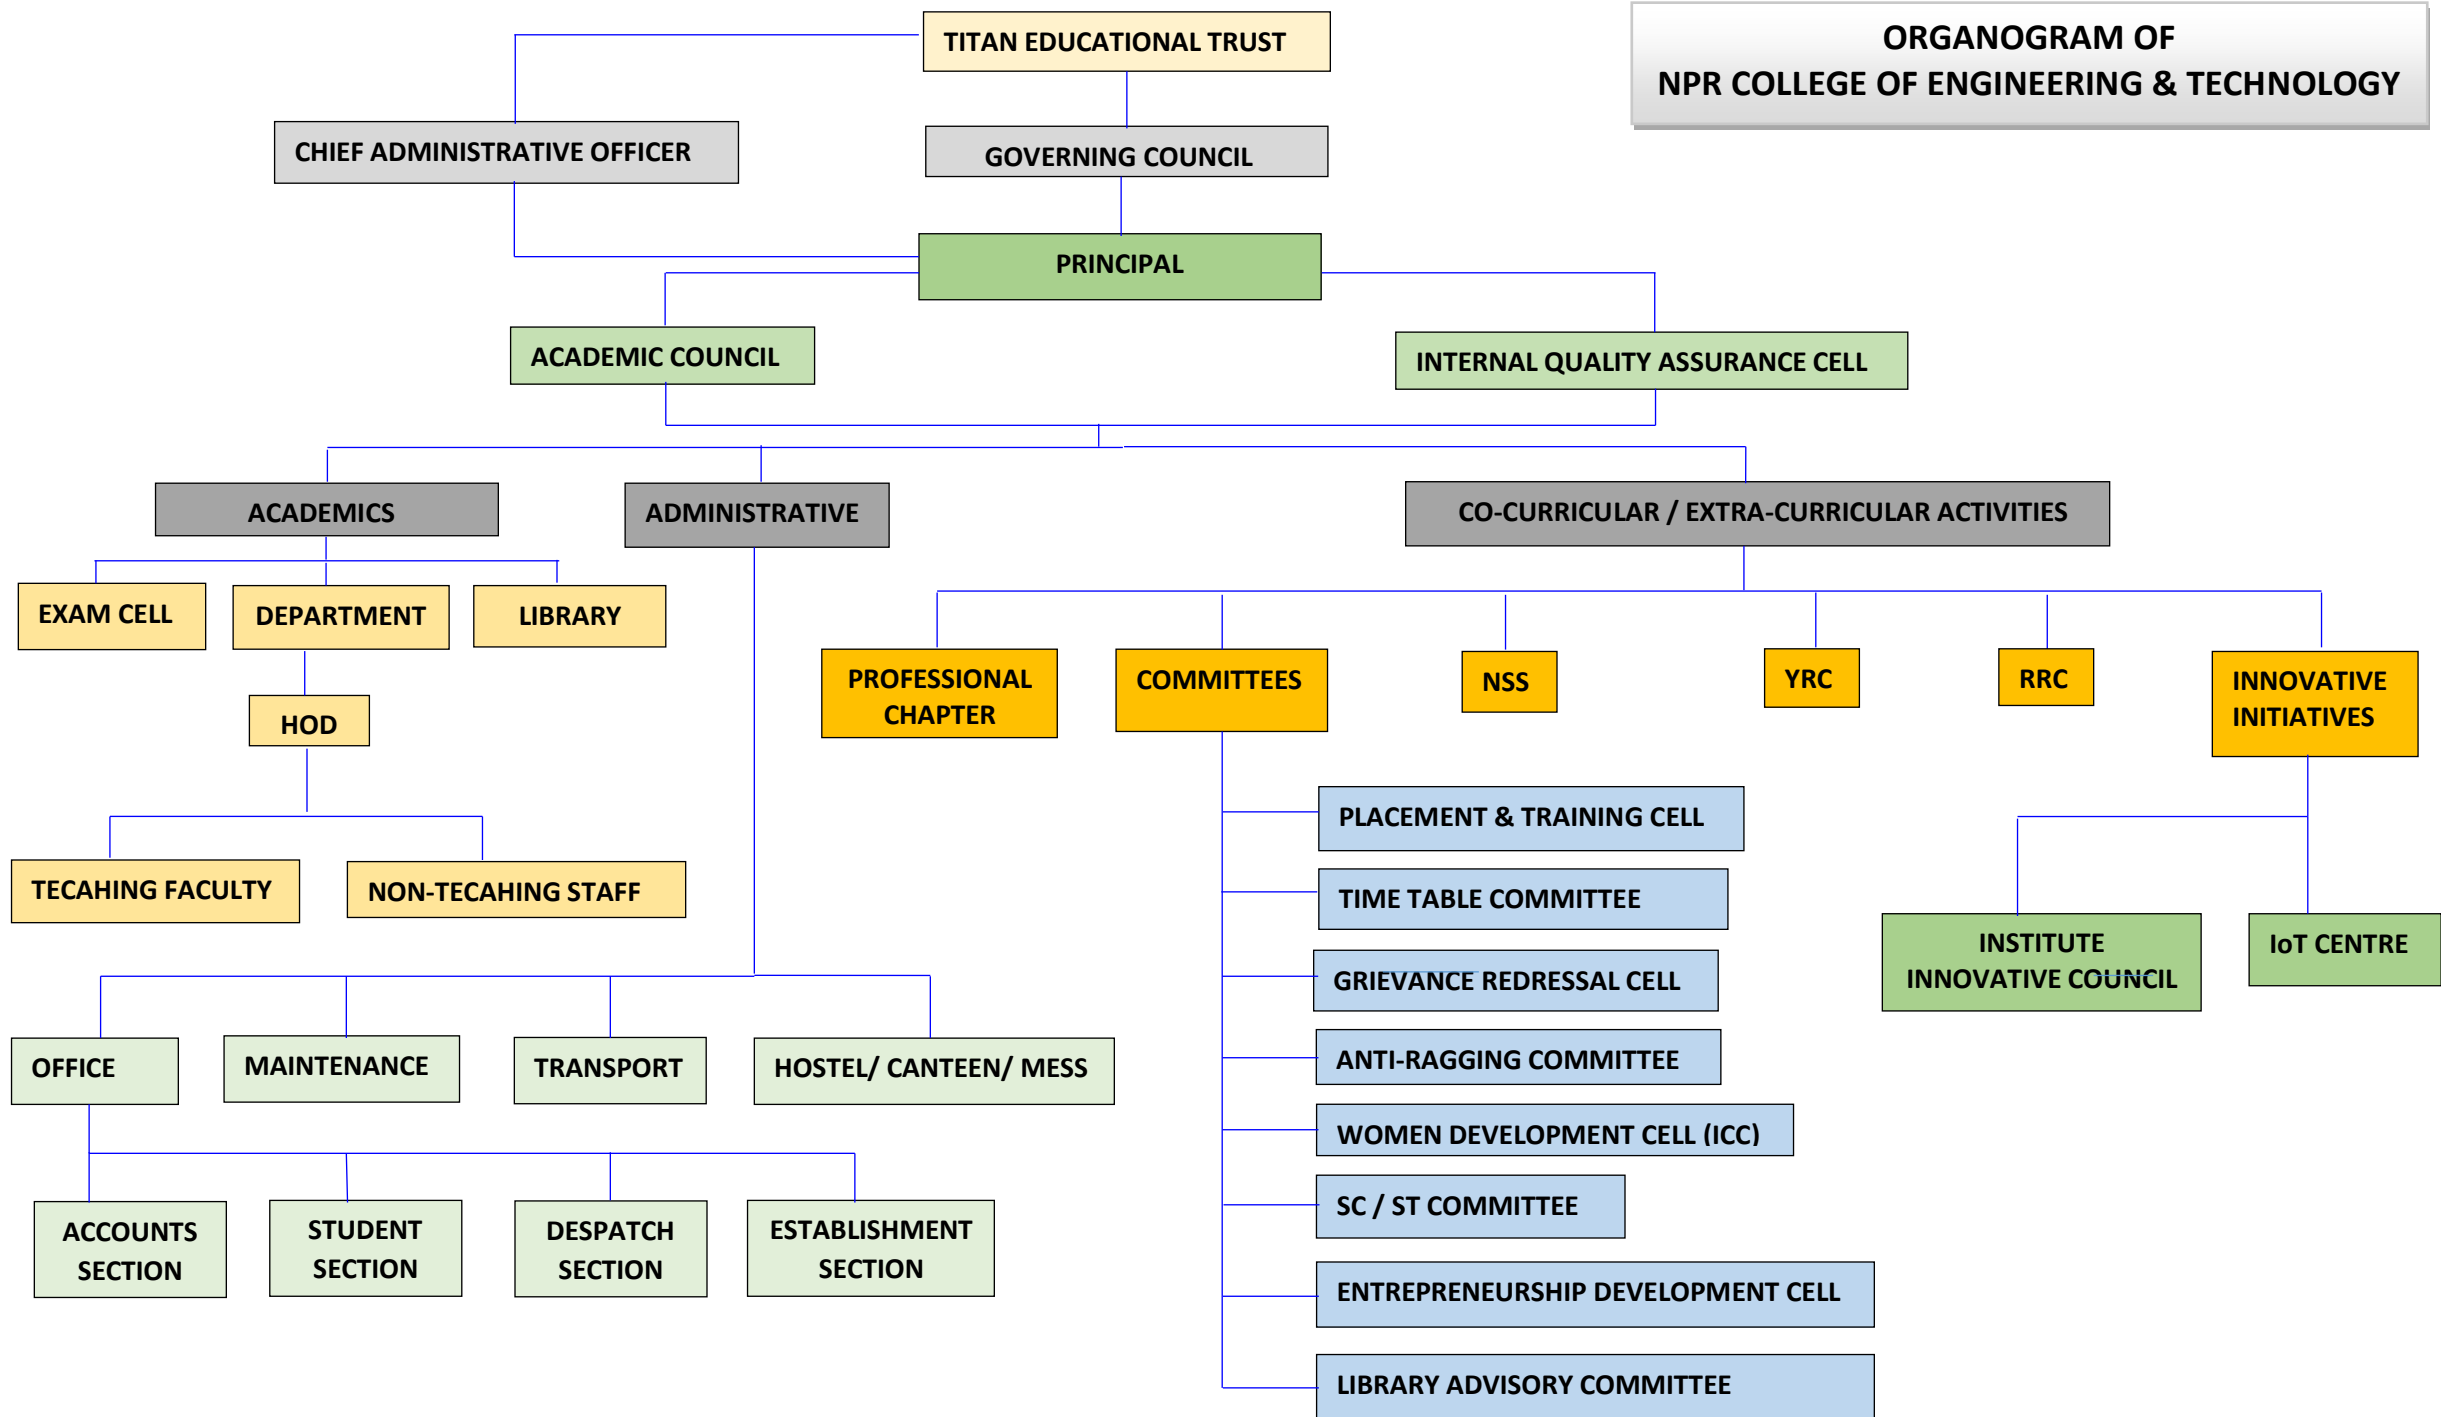 ORGANOGRAM OF
NPR COLLEGE OF ENGINEERING & TECHNOLOGY
TITAN EDUCATIONAL TRUST
CHIEF ADMINISTRATIVE OFFICER
GOVERNING COUNCIL
PRINCIPAL
ACADEMIC COUNCIL
INTERNAL QUALITY ASSURANCE CELL
ACADEMICS
ADMINISTRATIVE
CO-CURRICULAR / EXTRA-CURRICULAR ACTIVITIES
EXAM CELL
DEPARTMENT
LIBRARY
HOD
TECAHING FACULTY
NON-TECAHING STAFF
PROFESSIONAL
CHAPTER
COMMITTEES
NSS
YRC
RRC
INNOVATIVE
INITIATIVES
PLACEMENT & TRAINING CELL
TIME TABLE COMMITTEE
GRIEVANCE REDRESSAL CELL
ANTI-RAGGING COMMITTEE
WOMEN DEVELOPMENT CELL (ICC)
SC / ST COMMITTEE
ENTREPRENEURSHIP DEVELOPMENT CELL
LIBRARY ADVISORY COMMITTEE
INSTITUTE
INNOVATIVE COUNCIL
IoT CENTRE
OFFICE
MAINTENANCE
TRANSPORT
HOSTEL/ CANTEEN/ MESS
ACCOUNTS
SECTION
STUDENT
SECTION
DESPATCH
SECTION
ESTABLISHMENT
SECTION